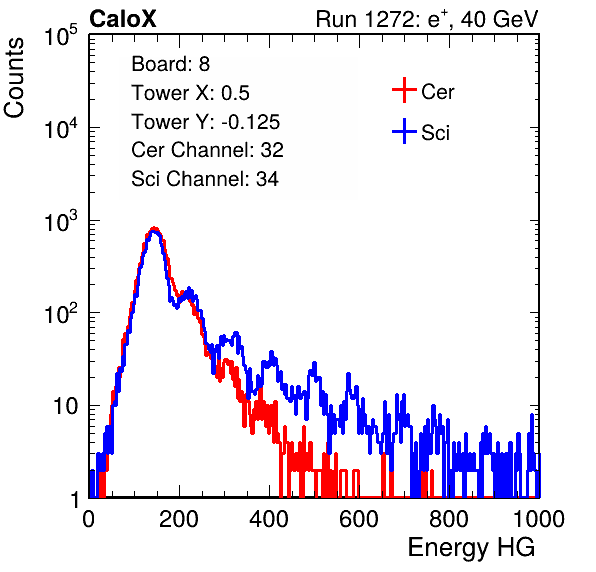 CaloX Run 1272: e⁺, 40 GeV
Counts
10⁵
10⁴
10³
10²
10
1
Board: 8
Tower X: 0.5
Tower Y: -0.125
Cer Channel: 32
Sci Channel: 34
Cer
Sci
0 200 400 600 800 1000
Energy HG